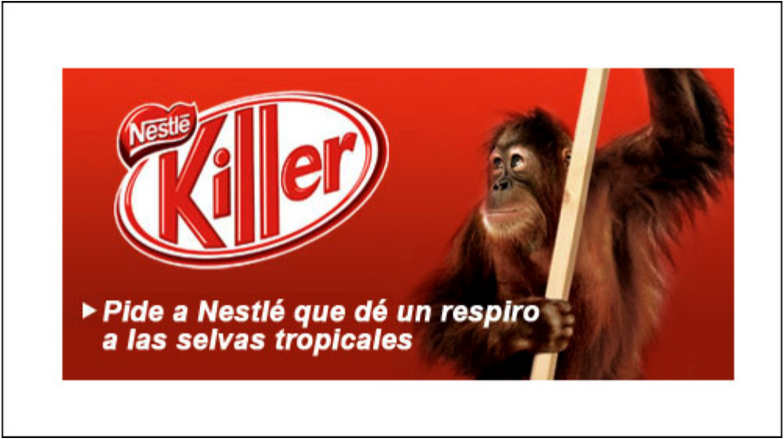 Nestlé
Killer
Pide a Nestlé que dé un respiro
a las selvas tropicales